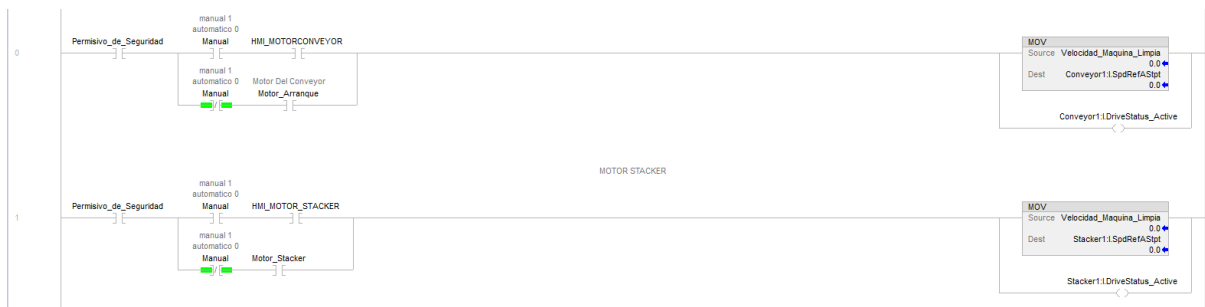 manual 1
automatico 0
Permisivo_de_Seguridad Manual HMI_MOTORCONVEYOR
0
manual 1
automatico 0 Motor Del Conveyor
Manual Motor_Arranque
MOV
Source Velocidad_Maquina_Limpia
0.0
Dest Conveyor1:I.SpdRefAStpt
0.0
Conveyor1:I.DriveStatus_Active
MOTOR STACKER
manual 1
automatico 0
Permisivo_de_Seguridad Manual HMI_MOTOR_STACKER
1
manual 1
automatico 0
Manual Motor_Stacker
MOV
Source Velocidad_Maquina_Limpia
0.0
Dest Stacker1:I.SpdRefAStpt
0.0
Stacker1:I.DriveStatus_Active